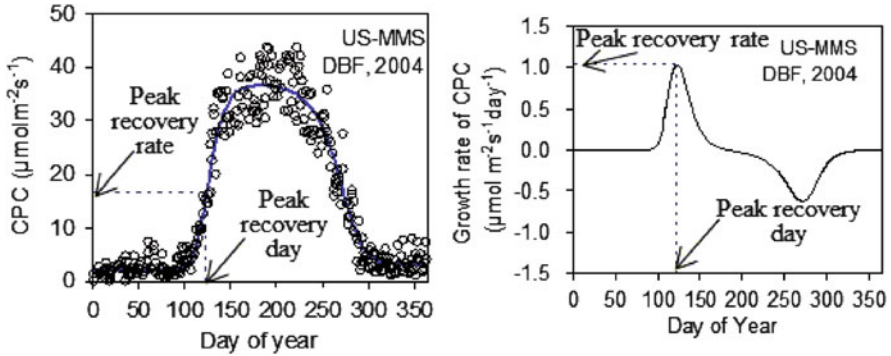 50
US-MMS
DBF, 2004
40
30
20
10
0
CPC (µmolm⁻²s⁻¹)
Peak
recovery
rate
Peak
recovery
day
0 50 100 150 200 250 300 350
Day of year
1.5
1.0
0.5
0.0
-0.5
-1.0
-1.5
Growth rate of CPC
(µmol m⁻²s⁻¹day⁻¹)
Peak recovery rate
US-MMS
DBF, 2004
Peak recovery
day
0 50 100 150 200 250 300 350
Day of Year